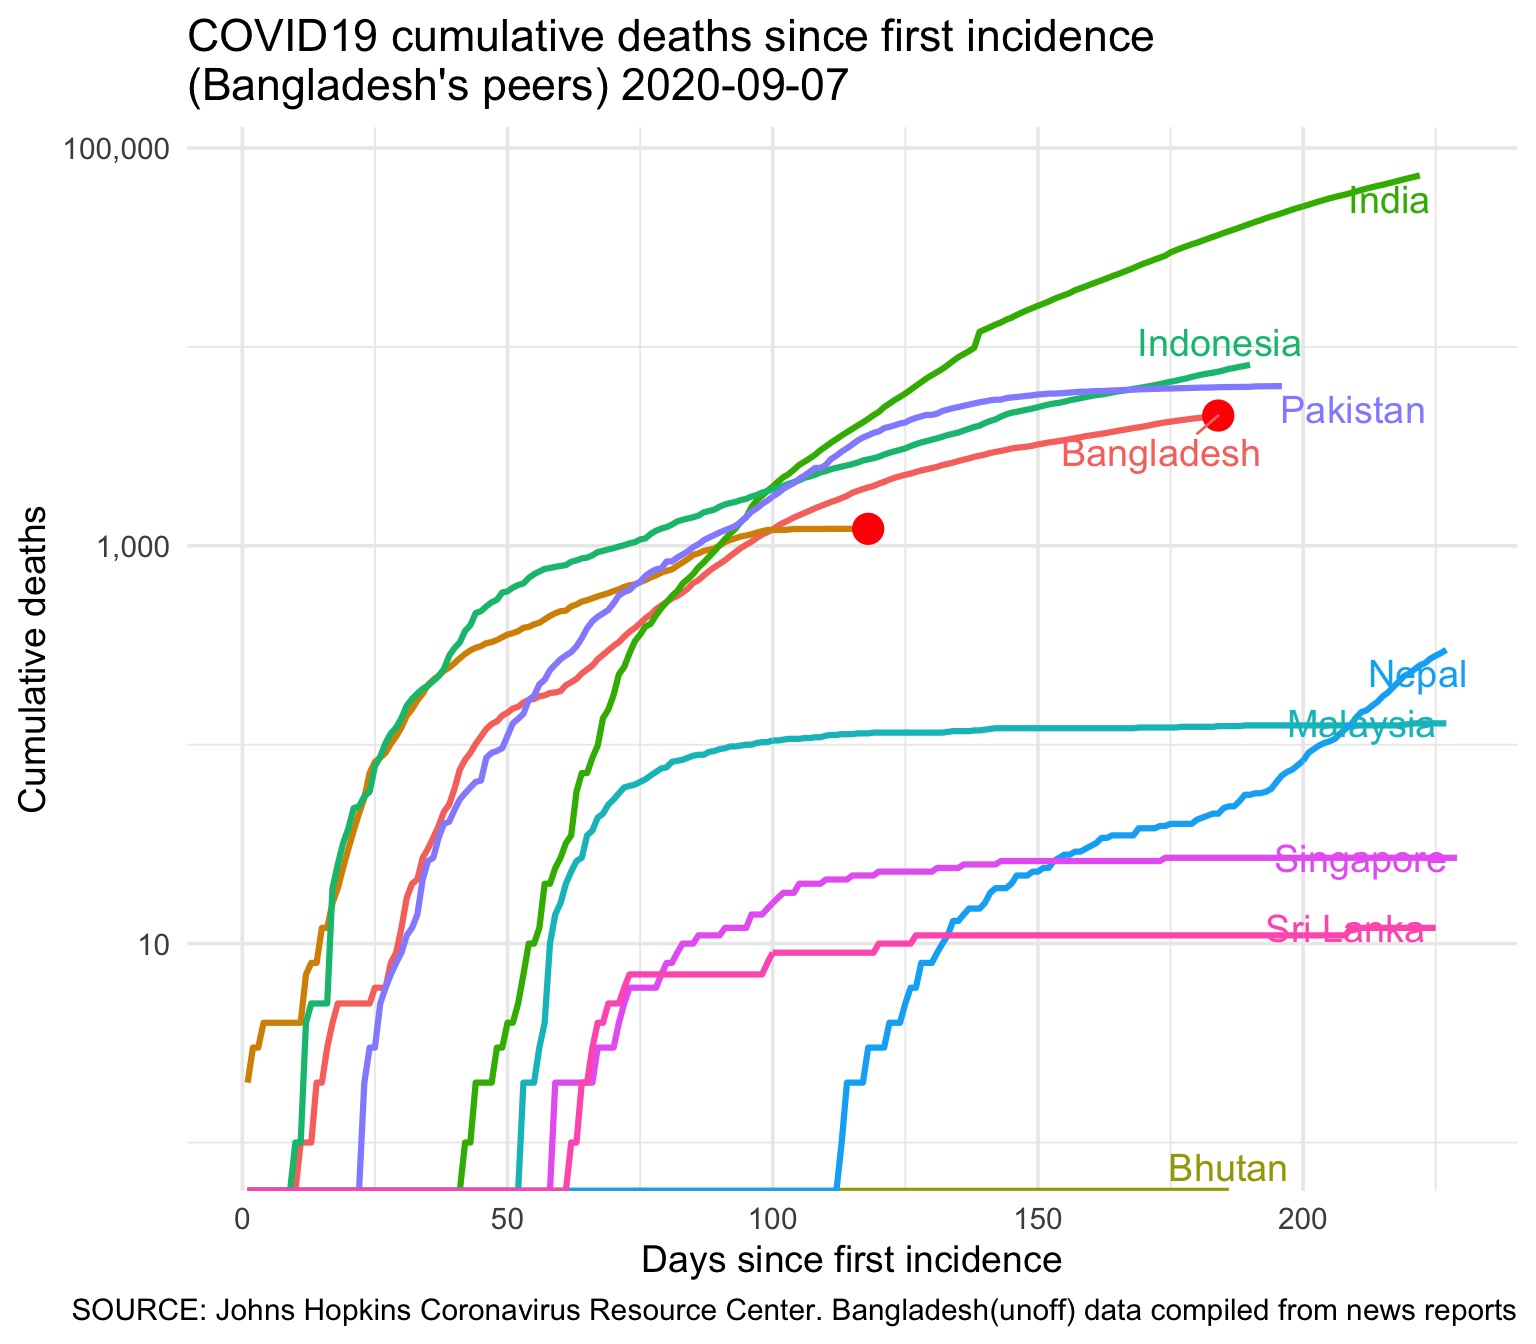 COVID19 cumulative deaths since first incidence
(Bangladesh's peers) 2020-09-07
100,000
1,000
10
Cumulative deaths
India
Indonesia
Pakistan
Bangladesh
Nepal
Malaysia
Singapore
Sri Lanka
Bhutan
0 50 100 150 200
Days since first incidence
SOURCE: Johns Hopkins Coronavirus Resource Center. Bangladesh(unoff) data compiled from news reports